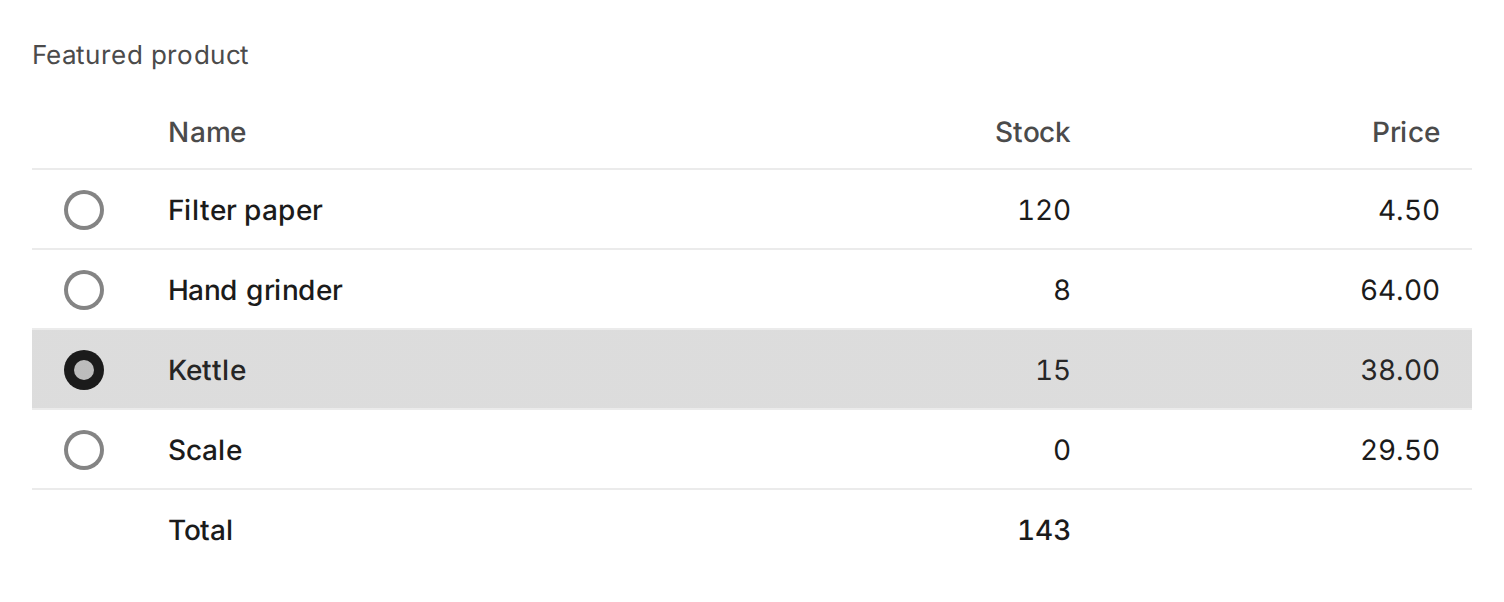 Featured product
Name Stock Price
Filter paper 120 4.50
Hand grinder 8 64.00
Kettle 15 38.00
Scale 0 29.50
Total 143